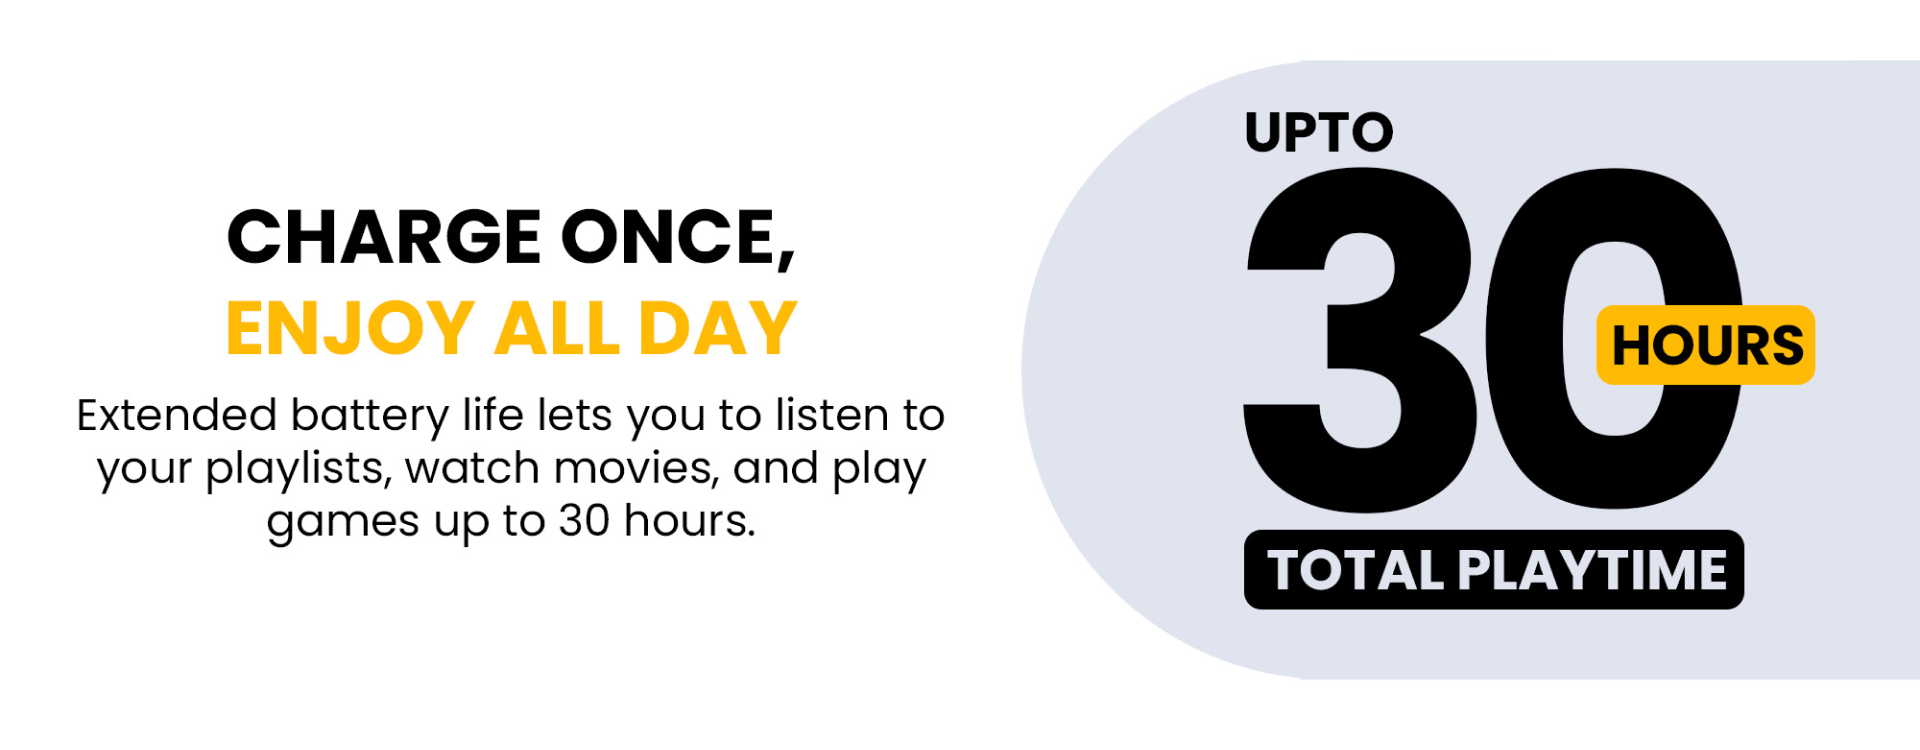 CHARGE ONCE,
ENJOY ALL DAY
Extended battery life lets you to listen to
your playlists, watch movies, and play
games up to 30 hours.
UPTO
30
HOURS
TOTAL PLAYTIME